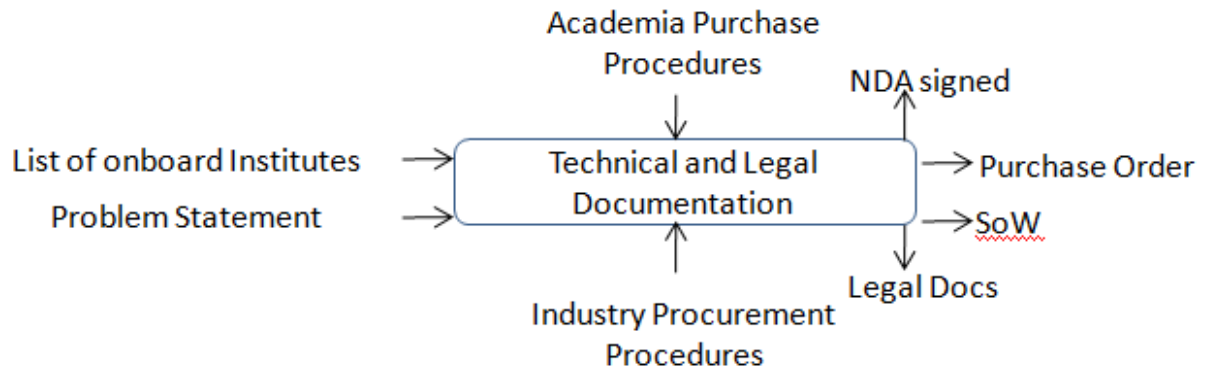 Academia Purchase
Procedures
NDA signed
List of onboard Institutes
Technical and Legal
Documentation
Purchase Order
Problem Statement
SoW
Legal Docs
Industry Procurement
Procedures